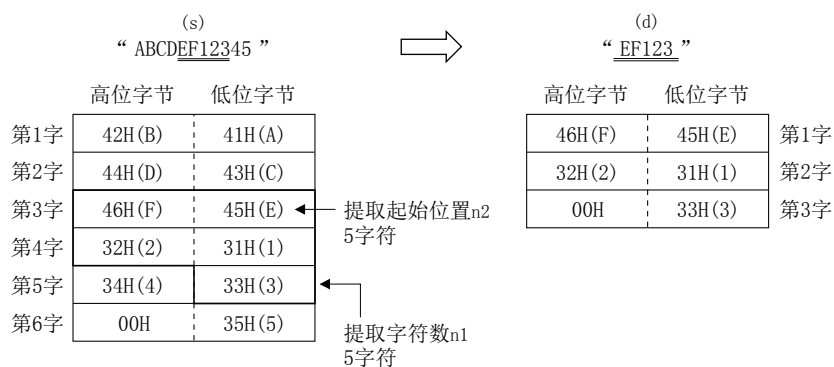 (s)
“ ABCDEF12345 ”
(d)
“ EF123 ”
高位字节 低位字节
第1字 42H(B) 41H(A)
第2字 44H(D) 43H(C)
第3字 46H(F) 45H(E)
第4字 32H(2) 31H(1)
第5字 34H(4) 33H(3)
第6字 00H 35H(5)
提取起始位置n2
5字符
提取字符数n1
5字符
高位字节 低位字节
46H(F) 45H(E) 第1字
32H(2) 31H(1) 第2字
00H 33H(3) 第3字